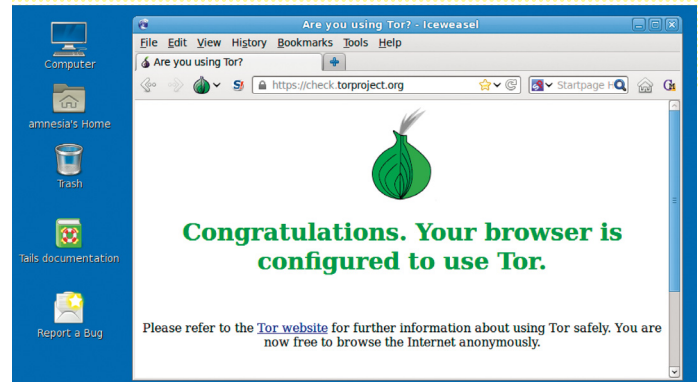 Are you using Tor? - Iceweasel
File Edit View History Bookmarks Tools Help
Are you using Tor?
https://check.torproject.org
Startpage H
Computer
amnesia's Home
Trash
Tails documentation
Report a Bug
Congratulations. Your browser is
configured to use Tor.
Please refer to the Tor website for further information about using Tor safely. You are
now free to browse the Internet anonymously.